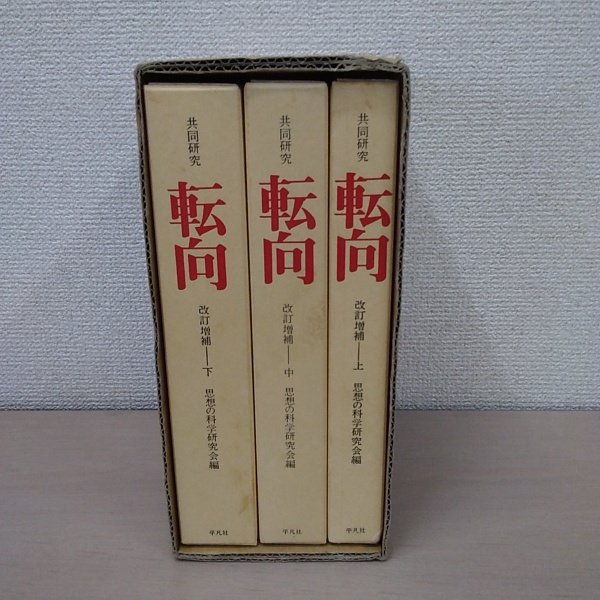 共同研究
転向
改訂増補──上
思想の科学研究会編
平凡社
共同研究
転向
改訂増補──中
思想の科学研究会編
平凡社
共同研究
転向
改訂増補──下
思想の科学研究会編
平凡社